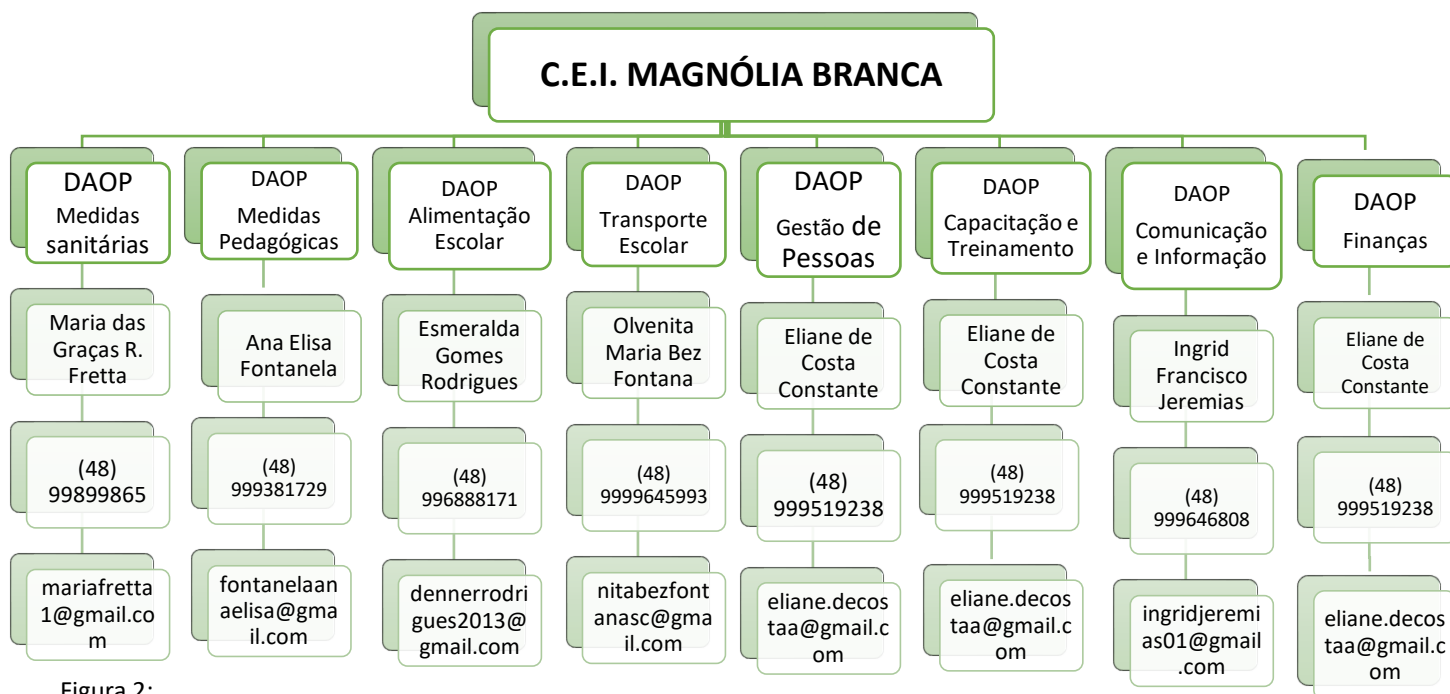 C.E.I. MAGNÓLIA BRANCA
DAOP
Medidas
sanitárias
Maria das
Graças R.
Fretta
(48)
99899865
mariafretta
1@gmail.co
m
DAOP
Medidas
Pedagógicas
Ana Elisa
Fontanela
(48)
999381729
fontanelaan
aelisa@gma
il.com
DAOP
Alimentação
Escolar
Esmeralda
Gomes
Rodrigues
(48)
996888171
dennerrodri
gues2013@
gmail.com
DAOP
Transporte
Escolar
Olvenita
Maria Bez
Fontana
(48)
9999645993
nitabezfont
anasc@gma
il.com
DAOP
Gestão de
Pessoas
Eliane de
Costa
Constante
(48)
999519238
eliane.decos
taa@gmail.c
om
DAOP
Capacitação e
Treinamento
Eliane de
Costa
Constante
(48)
999519238
eliane.decos
taa@gmail.c
om
DAOP
Comunicação
e Informação
Ingrid
Francisco
Jeremias
(48)
999646808
ingridjeremi
as01@gmail
.com
DAOP
Finanças
Eliane de
Costa
Constante
(48)
999519238
eliane.decos
taa@gmail.c
om
Figura 2: